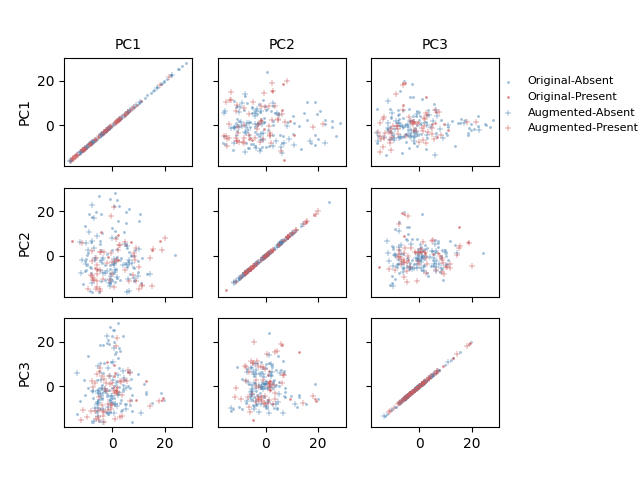 PC1 PC2 PC3
Original-Absent
Original-Present
Augmented-Absent
Augmented-Present
PC1
20
0
PC2
20
0
PC3
20
0
0 20 0 20 0 20